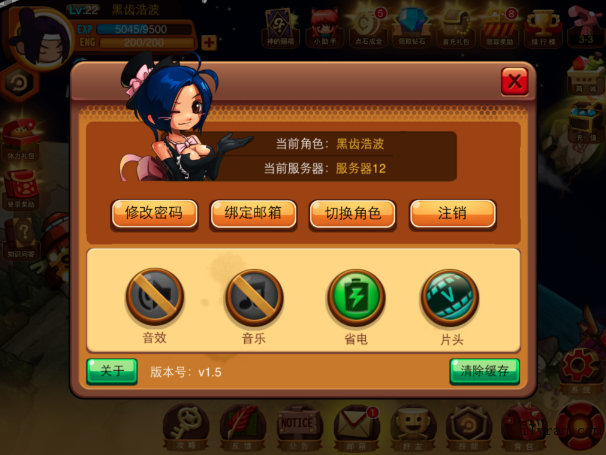 Lv.22 黑齿浩波
EXP 5045/9500
ENG 200/200
5
8
3-3
当前角色：黑齿浩波
当前服务器：服务器12
修改密码 绑定邮箱 切换角色 注销
音效 音乐 省电 片头
关于 版本号：v1.5 清除缓存
NOTICE
1